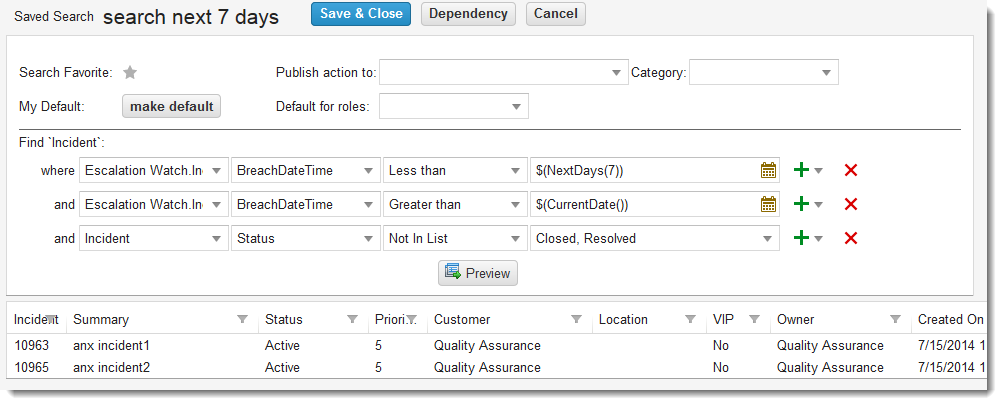 Saved Search search next 7 days Save & Close Dependency Cancel
Search Favorite: Publish action to: Category:
My Default: make default Default for roles:
Find `Incident`:
where Escalation Watch.In BreachDateTime Less than $(NextDays(7))
and Escalation Watch.In BreachDateTime Greater than $(CurrentDate())
and Incident Status Not In List Closed, Resolved
Preview
Incident Summary Status Priori... Customer Location VIP Owner Created On
10963 anx incident1 Active 5 Quality Assurance No Quality Assurance 7/15/2014 1
10965 anx incident2 Active 5 Quality Assurance No Quality Assurance 7/15/2014 1